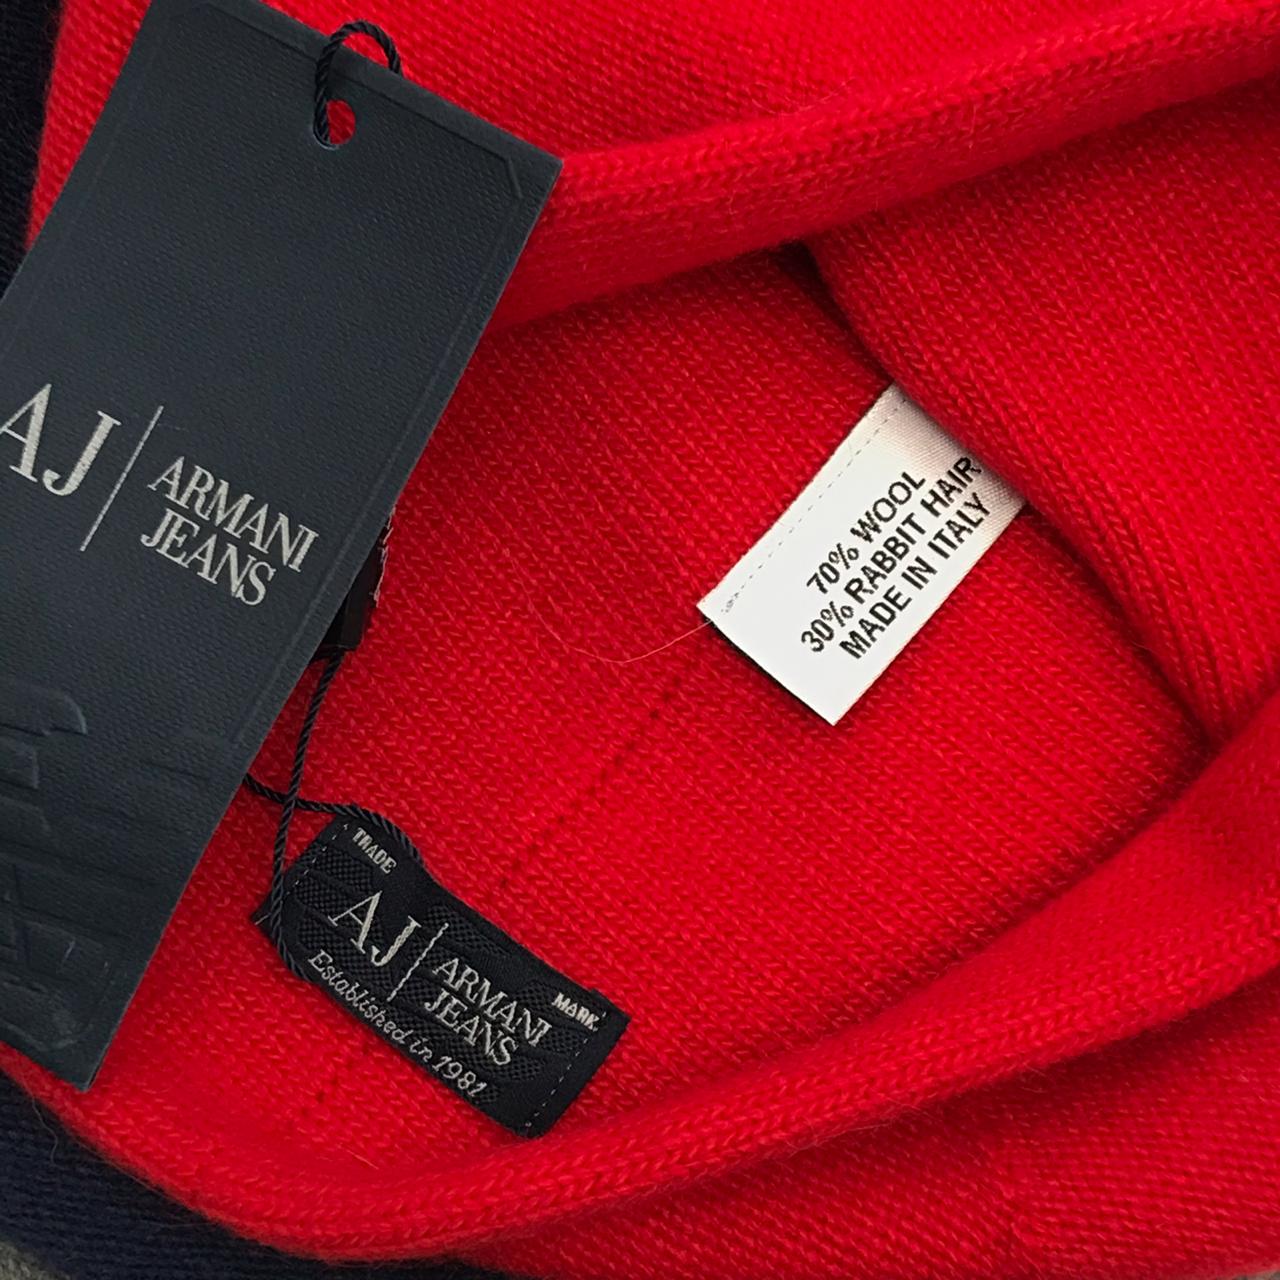 AJ
ARMANI
JEANS
70% WOOL
30% RABBIT HAIR
MADE IN ITALY
TRADE
AJ
ARMANI
JEANS
MARK
Established in 1981